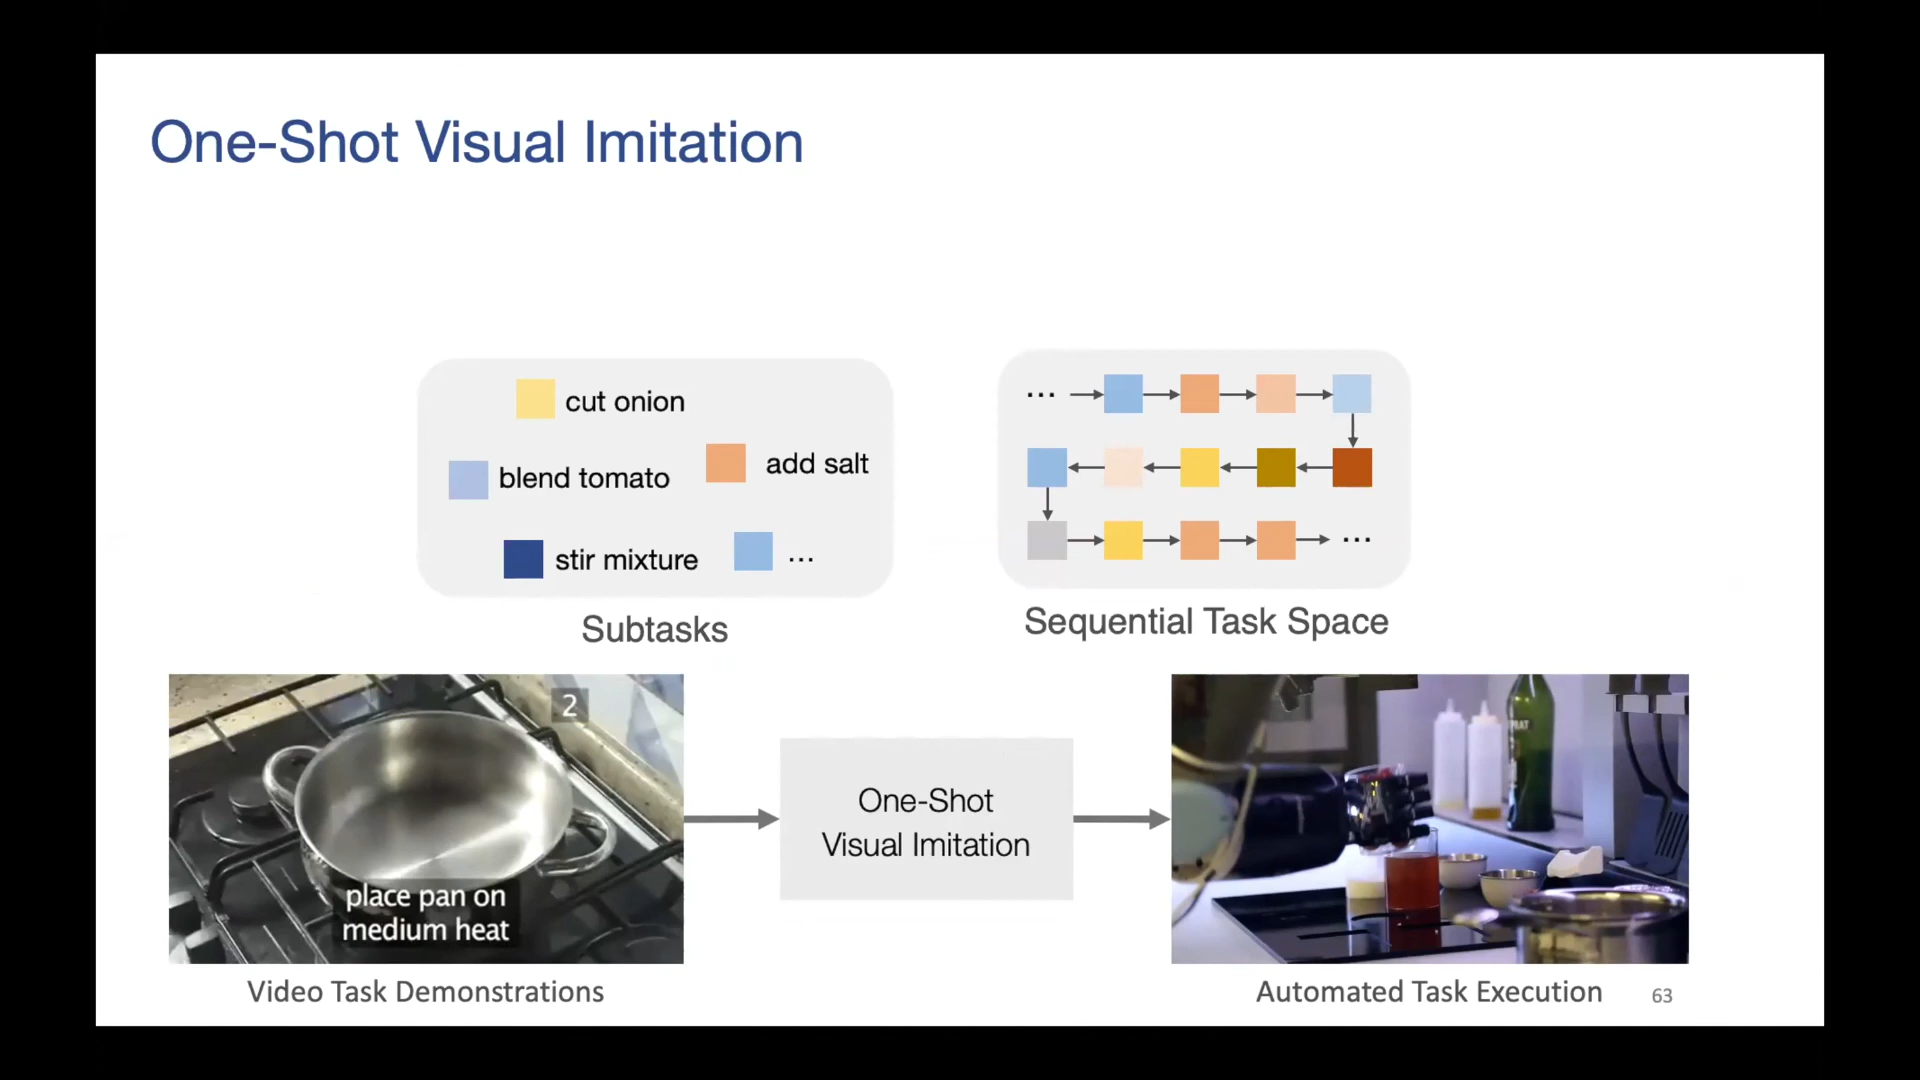 One-Shot Visual Imitation
cut onion
blend tomato
add salt
stir mixture
...
Subtasks
...
...
Sequential Task Space
2
place pan on
medium heat
Video Task Demonstrations
One-Shot
Visual Imitation
Automated Task Execution
63